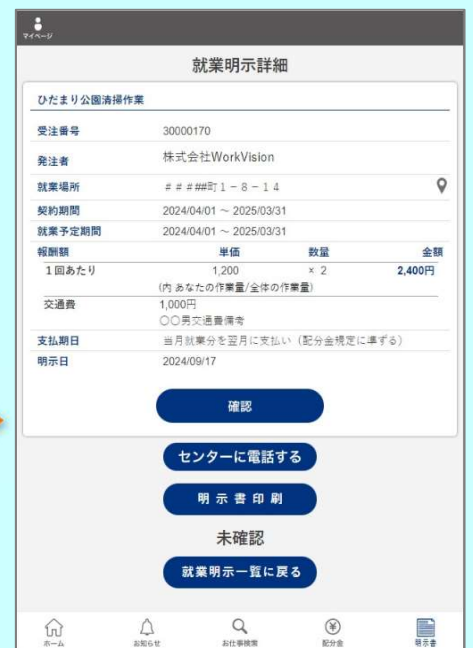 マイページ
就業明示詳細
ひだまり公園清掃作業
受注番号 30000170
発注者 株式会社WorkVision
就業場所 ＃＃###町１－８－１４
契約期間 2024/04/01 ～ 2025/03/31
就業予定期間 2024/04/01 ～ 2025/03/31
報酬額 単価 数量 金額
１回あたり 1,200 × 2 2,400円
(内 あなたの作業量/全体の作業量)
交通費 1,000円
○○男交通費備考
支払期日 当月就業分を翌月に支払い（配分金規定に準ずる）
明示日 2024/09/17
確認
センターに電話する
明 示 書 印 刷
未確認
就業明示一覧に戻る
ホーム お知らせ お仕事検索 配分金 明示書